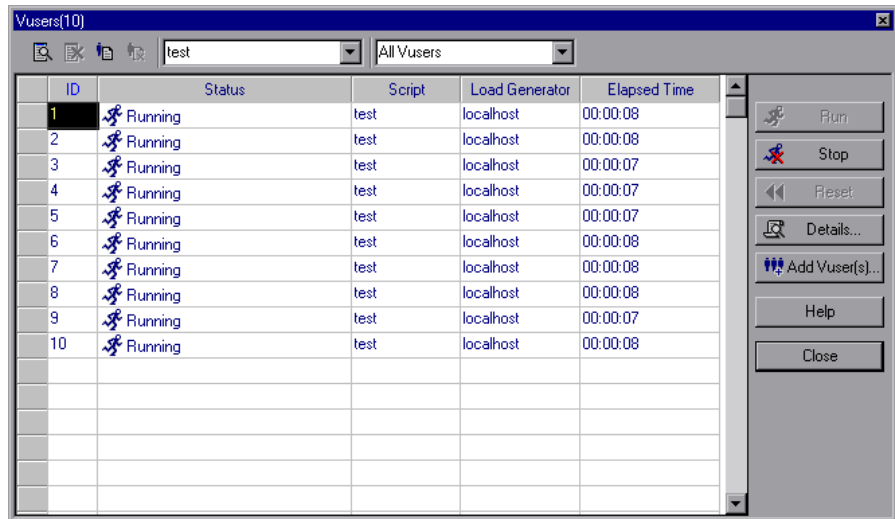 Vusers(10)
test All Vusers
ID Status Script Load Generator Elapsed Time
1 Running test localhost 00:00:08
2 Running test localhost 00:00:08
3 Running test localhost 00:00:07
4 Running test localhost 00:00:07
5 Running test localhost 00:00:07
6 Running test localhost 00:00:08
7 Running test localhost 00:00:08
8 Running test localhost 00:00:08
9 Running test localhost 00:00:07
10 Running test localhost 00:00:08
Run
Stop
Reset
Details...
Add Vuser(s)...
Help
Close